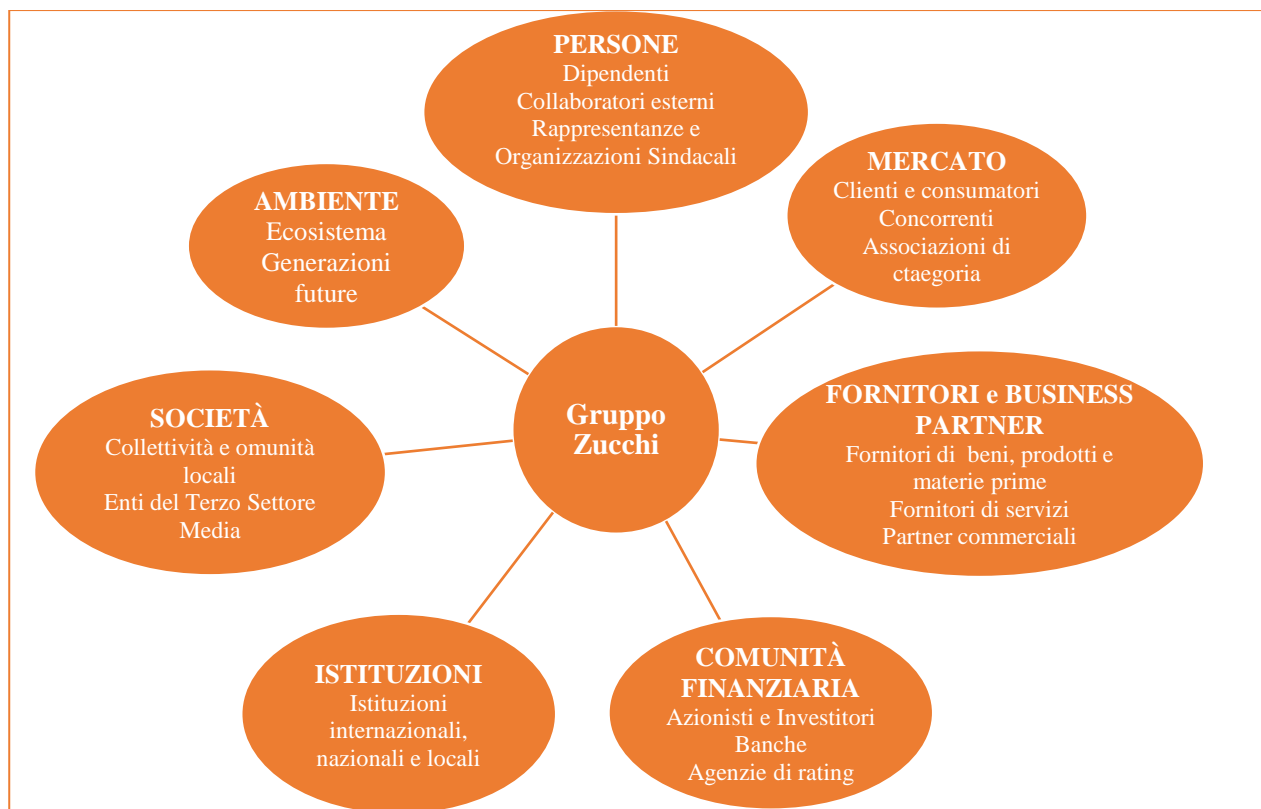 PERSONE
Dipendenti
Collaboratori esterni
Rappresentanze e
Organizzazioni Sindacali
MERCATO
Clienti e consumatori
Concorrenti
Associazioni di
ctaegoria
AMBIENTE
Ecosistema
Generazioni
future
Gruppo
Zucchi
FORNITORI e BUSINESS
PARTNER
Fornitori di  beni, prodotti e
materie prime
Fornitori di servizi
Partner commerciali
SOCIETÀ
Collettività e omunità
locali
Enti del Terzo Settore
Media
ISTITUZIONI
Istituzioni
internazionali,
nazionali e locali
COMUNITÀ
FINANZIARIA
Azionisti e Investitori
Banche
Agenzie di rating